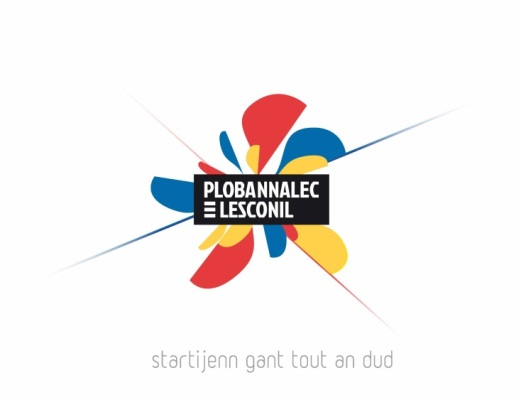 PLOBANNALEC
LESCONIL
startijenn gant tout an dud